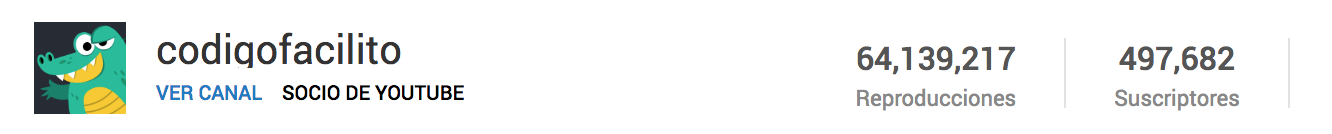 codigofacilito
VER CANAL SOCIO DE YOUTUBE
64,139,217
Reproducciones
497,682
Suscriptores